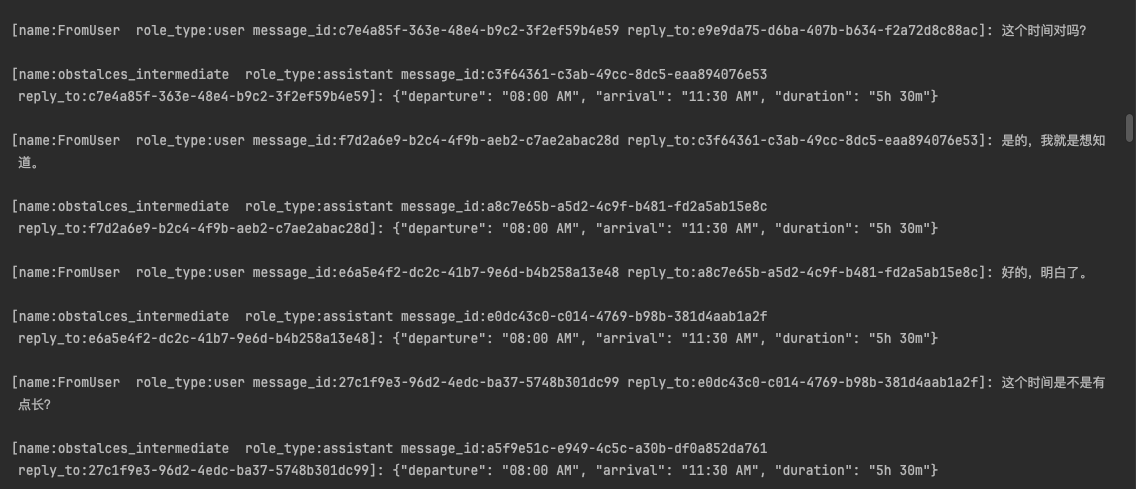 [name:FromUser  role_type:user message_id:c7e4a85f-363e-48e4-b9c2-3f2ef59b4e59 reply_to:e9e9da75-d6ba-407b-b634-f2a72d8c88ac]: 这个时间对吗?
[name:obstalces_intermediate  role_type:assistant message_id:c3f64361-c3ab-49cc-8dc5-eaa894076e53
reply_to:c7e4a85f-363e-48e4-b9c2-3f2ef59b4e59]: {"departure": "08:00 AM", "arrival": "11:30 AM", "duration": "5h 30m"}
[name:FromUser  role_type:user message_id:f7d2a6e9-b2c4-4f9b-aeb2-c7ae2abac28d reply_to:c3f64361-c3ab-49cc-8dc5-eaa894076e53]: 是的，我就是想知
道。
[name:obstalces_intermediate  role_type:assistant message_id:a8c7e65b-a5d2-4c9f-b481-fd2a5ab15e8c
reply_to:f7d2a6e9-b2c4-4f9b-aeb2-c7ae2abac28d]: {"departure": "08:00 AM", "arrival": "11:30 AM", "duration": "5h 30m"}
[name:FromUser  role_type:user message_id:e6a5e4f2-dc2c-41b7-9e6d-b4b258a13e48 reply_to:a8c7e65b-a5d2-4c9f-b481-fd2a5ab15e8c]: 好的，明白了。
[name:obstalces_intermediate  role_type:assistant message_id:e0dc43c0-c014-4769-b98b-381d4aab1a2f
reply_to:e6a5e4f2-dc2c-41b7-9e6d-b4b258a13e48]: {"departure": "08:00 AM", "arrival": "11:30 AM", "duration": "5h 30m"}
[name:FromUser  role_type:user message_id:27c1f9e3-96d2-4edc-ba37-5748b301dc99 reply_to:e0dc43c0-c014-4769-b98b-381d4aab1a2f]: 这个时间是不是有
点长?
[name:obstalces_intermediate  role_type:assistant message_id:a5f9e51c-e949-4c5c-a30b-df0a852da761
reply_to:27c1f9e3-96d2-4edc-ba37-5748b301dc99]: {"departure": "08:00 AM", "arrival": "11:30 AM", "duration": "5h 30m"}